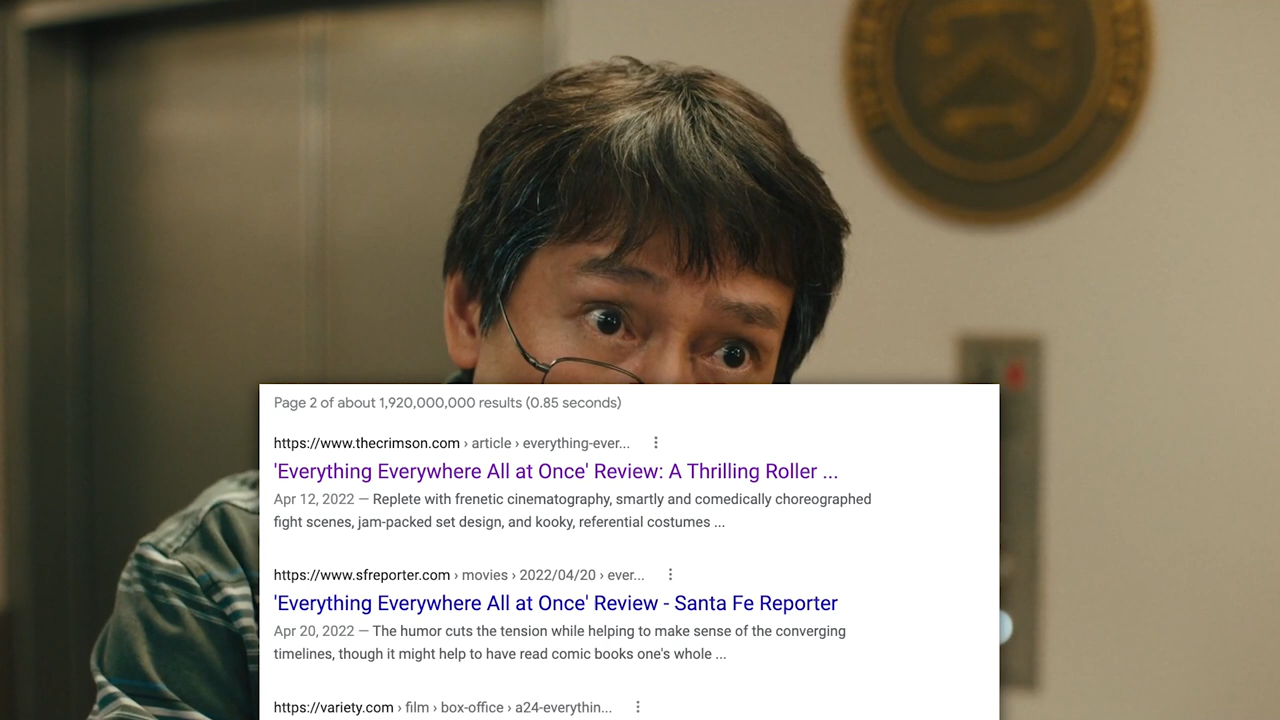 Page 2 of about 1,920,000,000 results (0.85 seconds)
https://www.thecrimson.com › article › everything-ever...
'Everything Everywhere All at Once' Review: A Thrilling Roller ...
Apr 12, 2022 — Replete with frenetic cinematography, smartly and comedically choreographed
fight scenes, jam-packed set design, and kooky, referential costumes ...
https://www.sfreporter.com › movies › 2022/04/20 › ever...
'Everything Everywhere All at Once' Review - Santa Fe Reporter
Apr 20, 2022 — The humor cuts the tension while helping to make sense of the converging
timelines, though it might help to have read comic books one's whole ...
https://variety.com › film › box-office › a24-everythin...